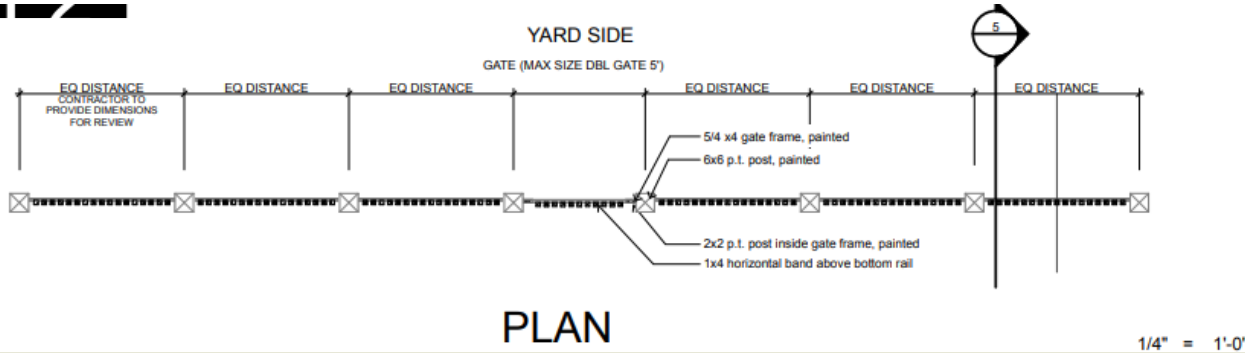 YARD SIDE
5
GATE (MAX SIZE DBL GATE 5')
EQ DISTANCE
EQ DISTANCE
EQ DISTANCE
EQ DISTANCE
EQ DISTANCE
EQ DISTANCE
CONTRACTOR TO
PROVIDE DIMENSIONS
FOR REVIEW
5/4 x4 gate frame, painted
6x6 p.t. post, painted
2x2 p.t. post inside gate frame, painted
1x4 horizontal band above bottom rail
PLAN
1/4" = 1'-0'